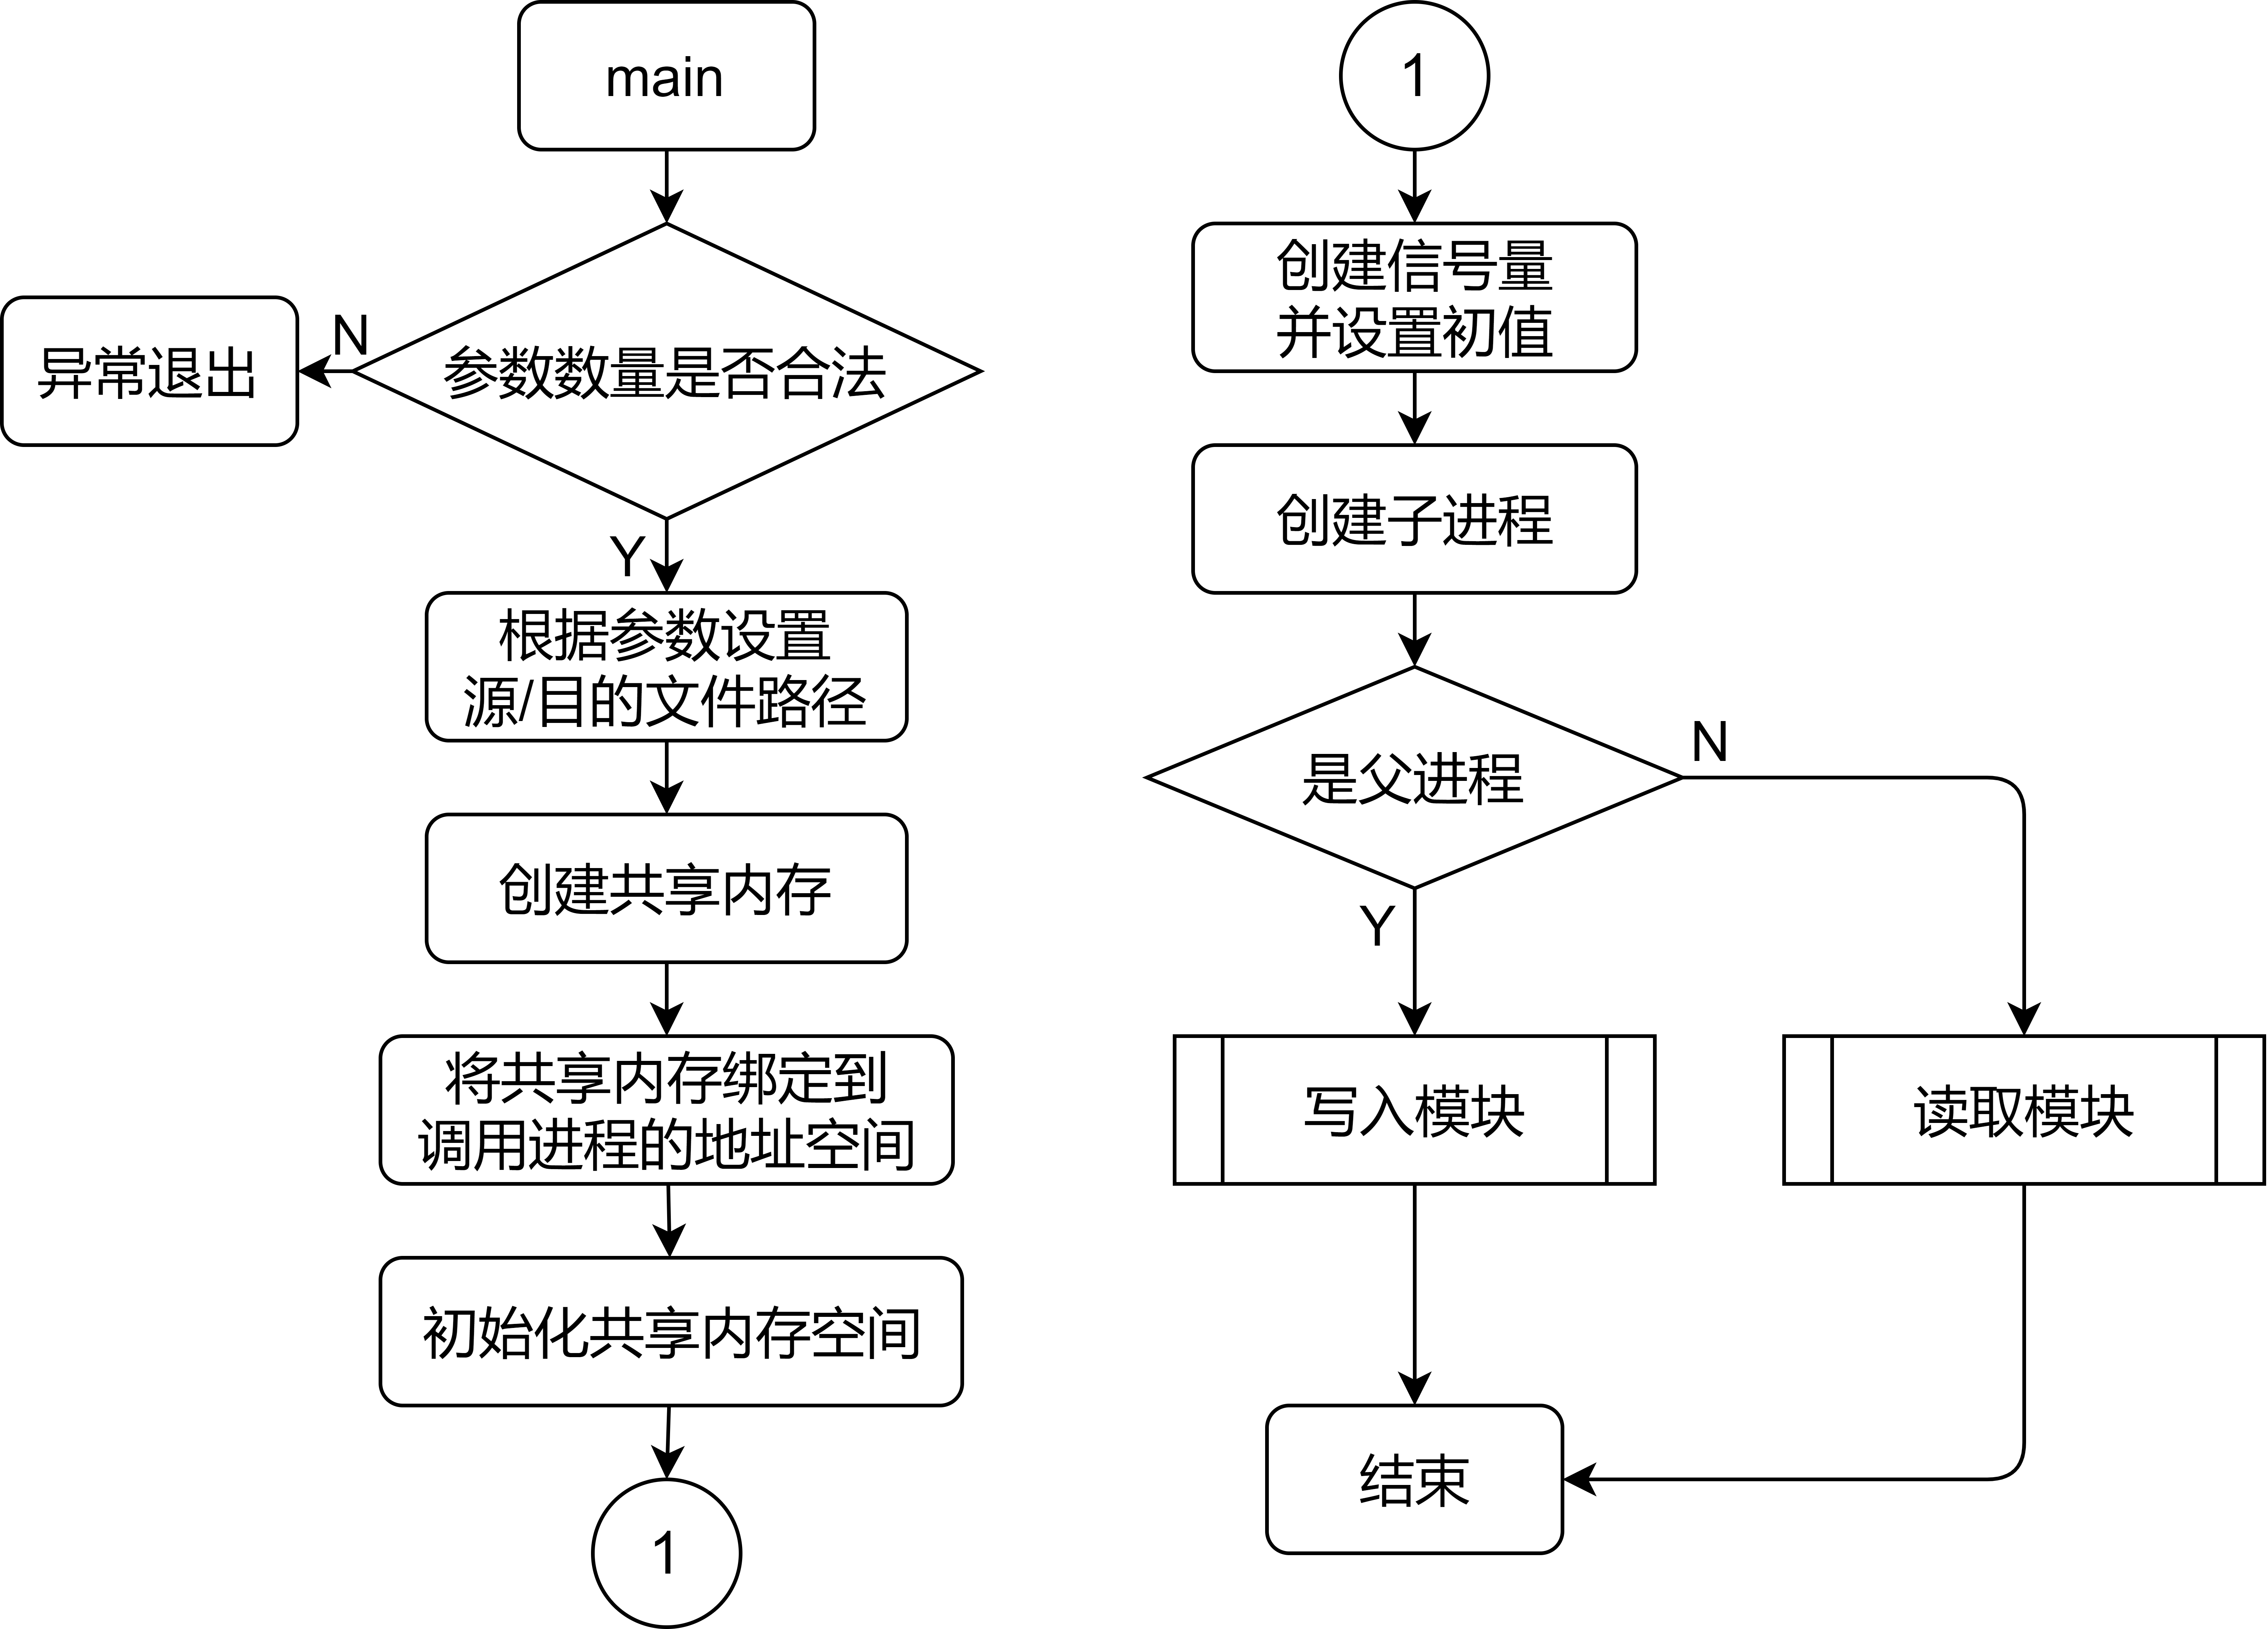 main
参数数量是否合法
N
异常退出
Y
根据参数设置
源/目的文件路径
创建共享内存
将共享内存绑定到
调用进程的地址空间
初始化共享内存空间
1
1
创建信号量
并设置初值
创建子进程
是父进程
N
Y
写入模块
读取模块
结束